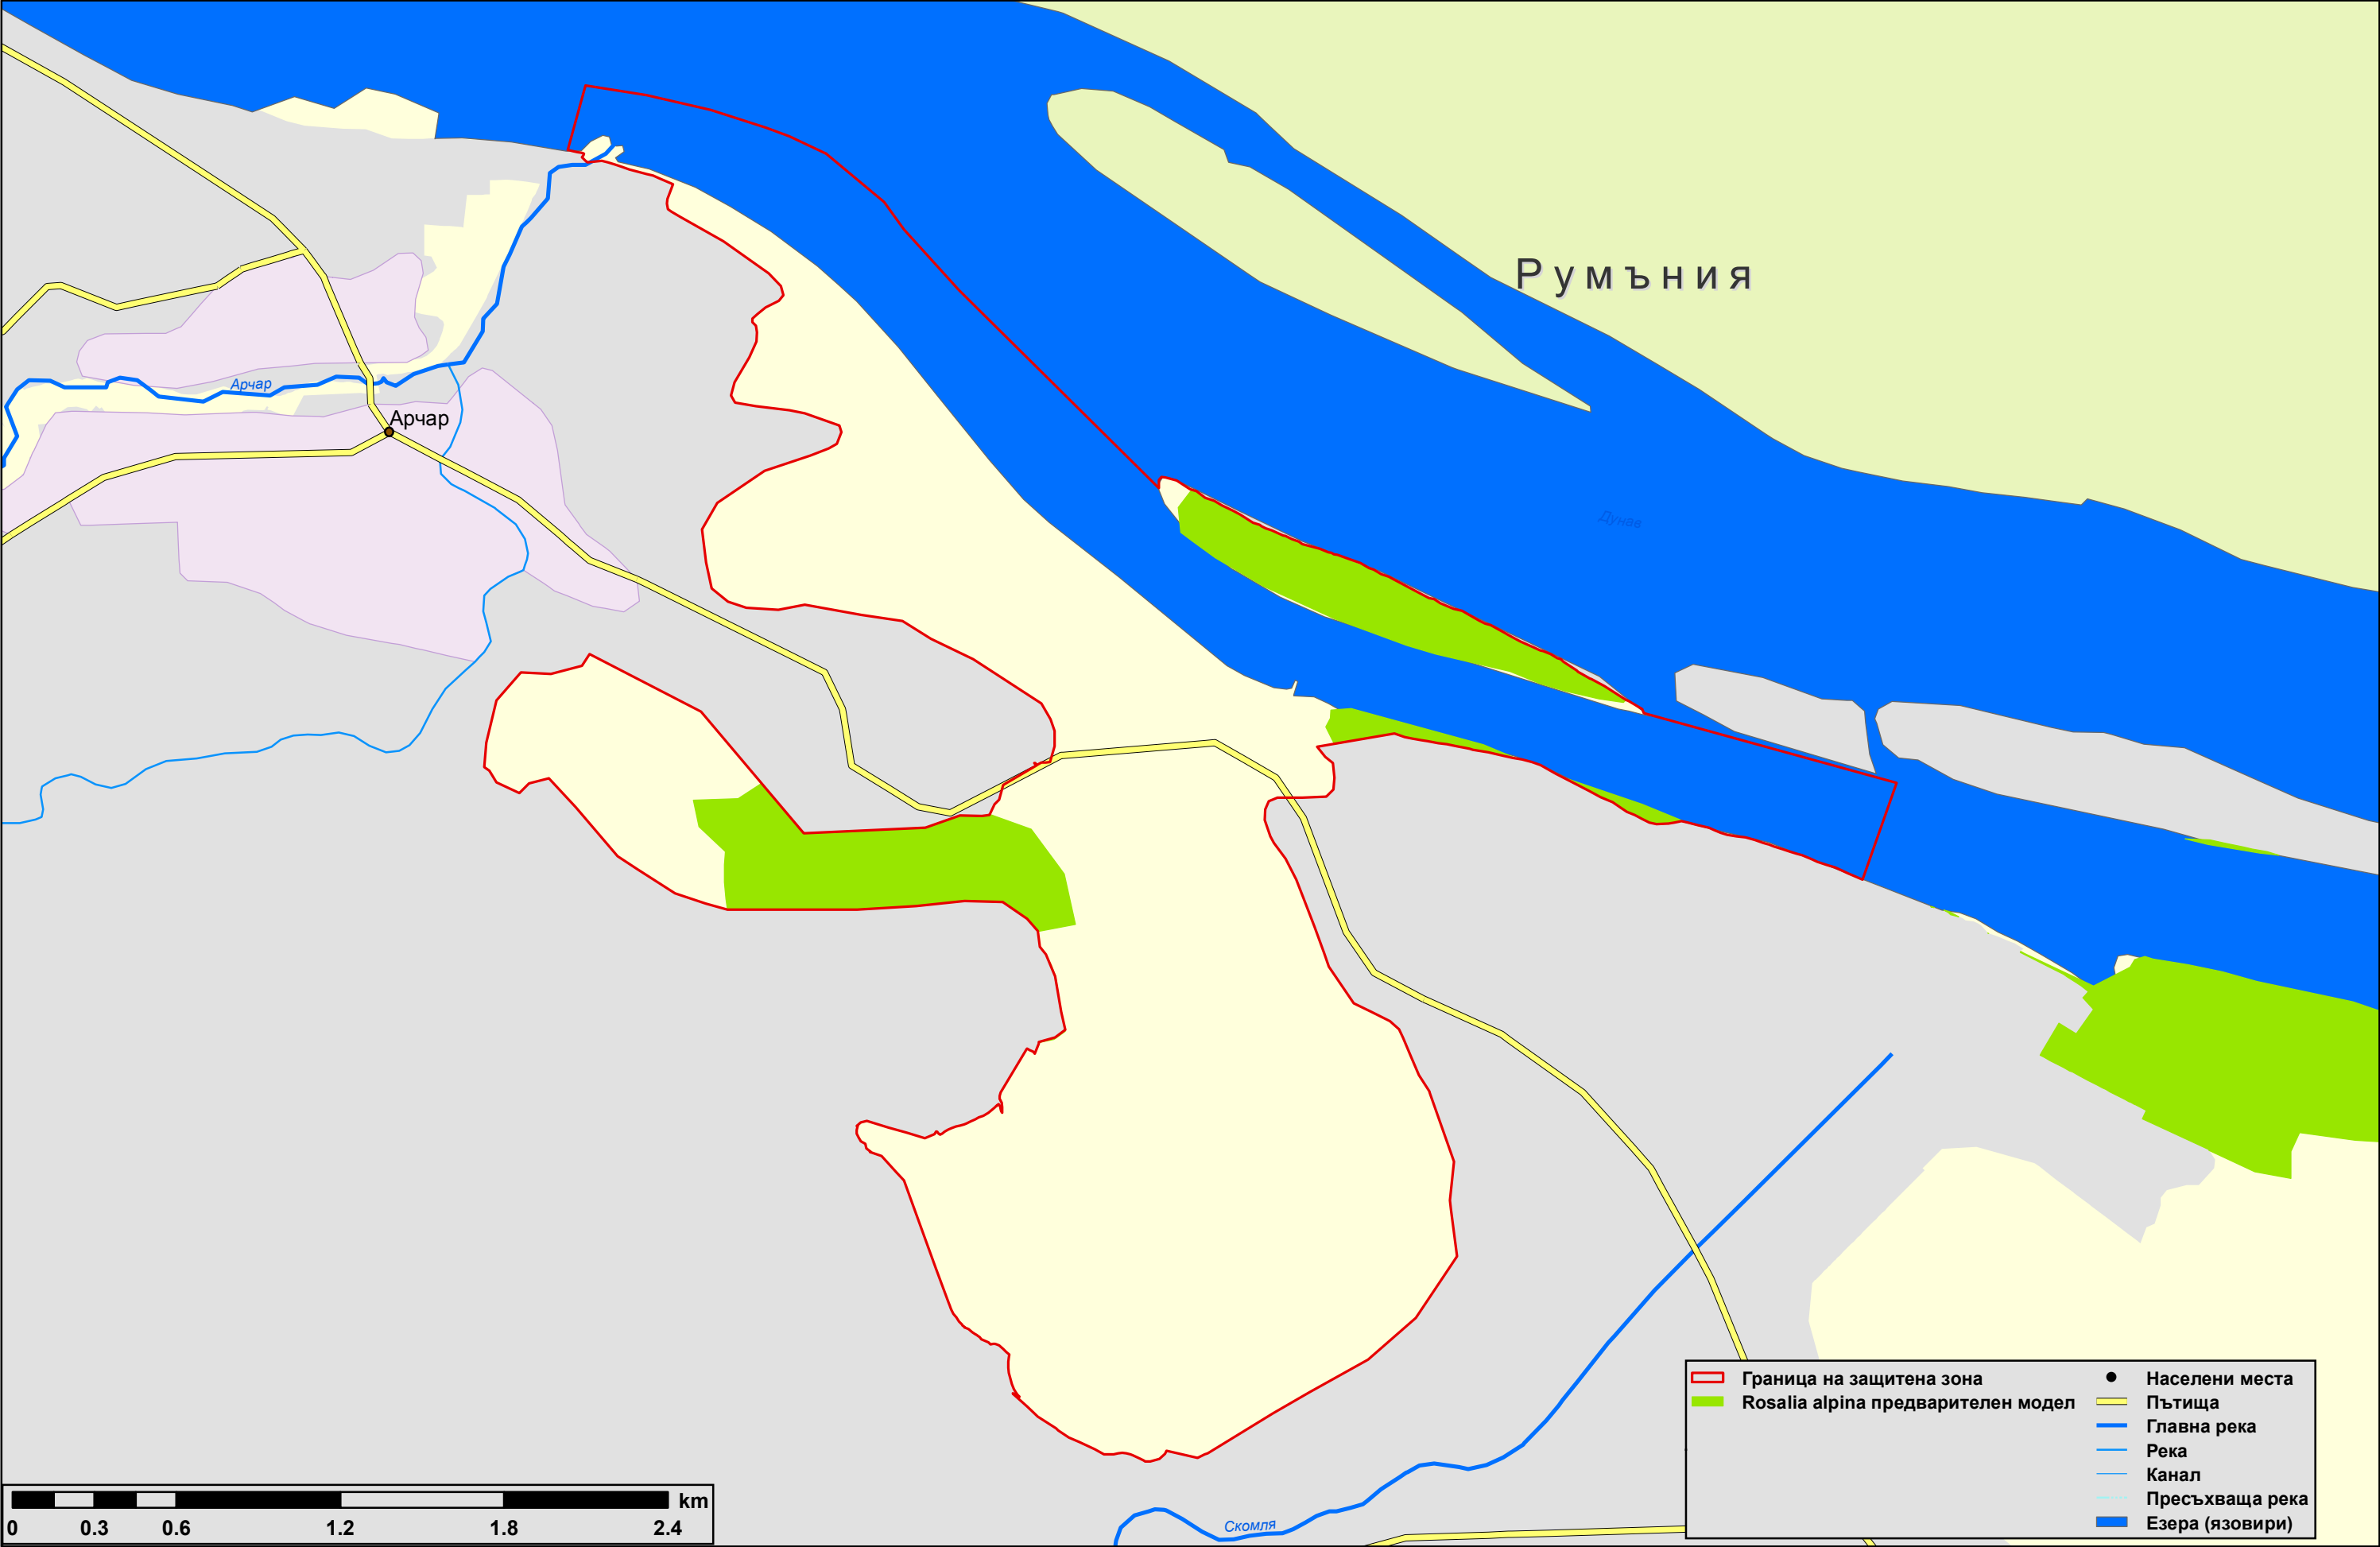 Румъния
Арчар
Арчар
Дунав
Граница на защитена зона
Rosalia alpina предварителен модел
Населени места
Пътища
Главна река
Река
Канал
Пресъхваща река
Езера (язовири)
km
0 0.3 0.6 1.2 1.8 2.4
Скомля